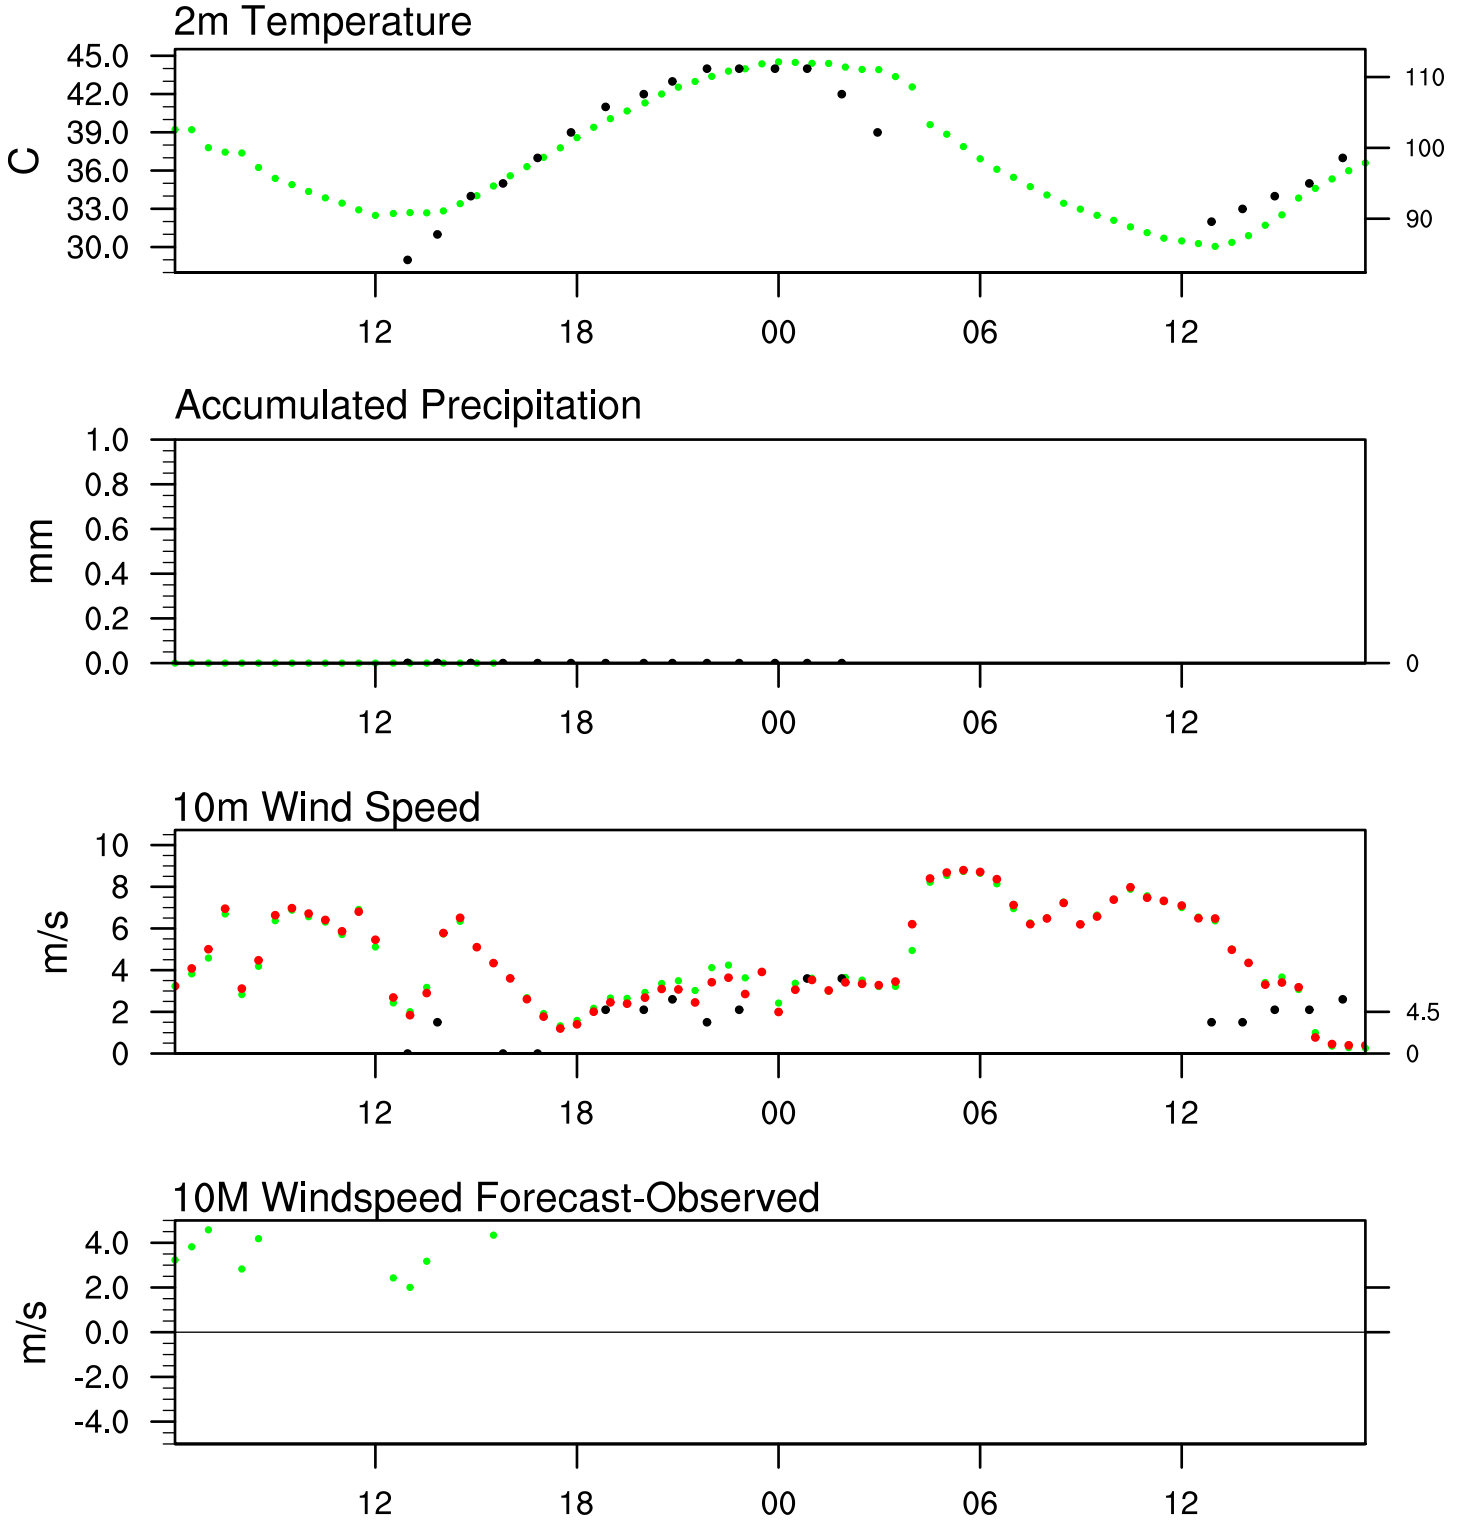 2m Temperature
45.0
42.0
39.0
36.0
33.0
30.0
C
110
100
90
12 18 00 06 12
Accumulated Precipitation
1.0
0.8
0.6
0.4
0.2
0.0
mm
0
12 18 00 06 12
10m Wind Speed
10
8
6
4
2
0
m/s
4.5
0
12 18 00 06 12
10M Windspeed Forecast-Observed
4.0
2.0
0.0
-2.0
-4.0
m/s
12 18 00 06 12